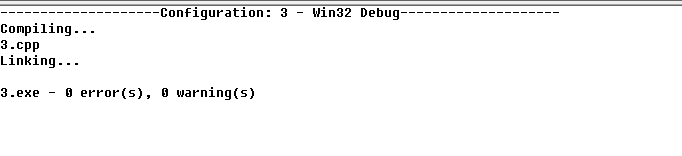 --------------------Configuration: 3 - Win32 Debug--------------------
Compiling...
3.cpp
Linking...
3.exe - 0 error(s), 0 warning(s)